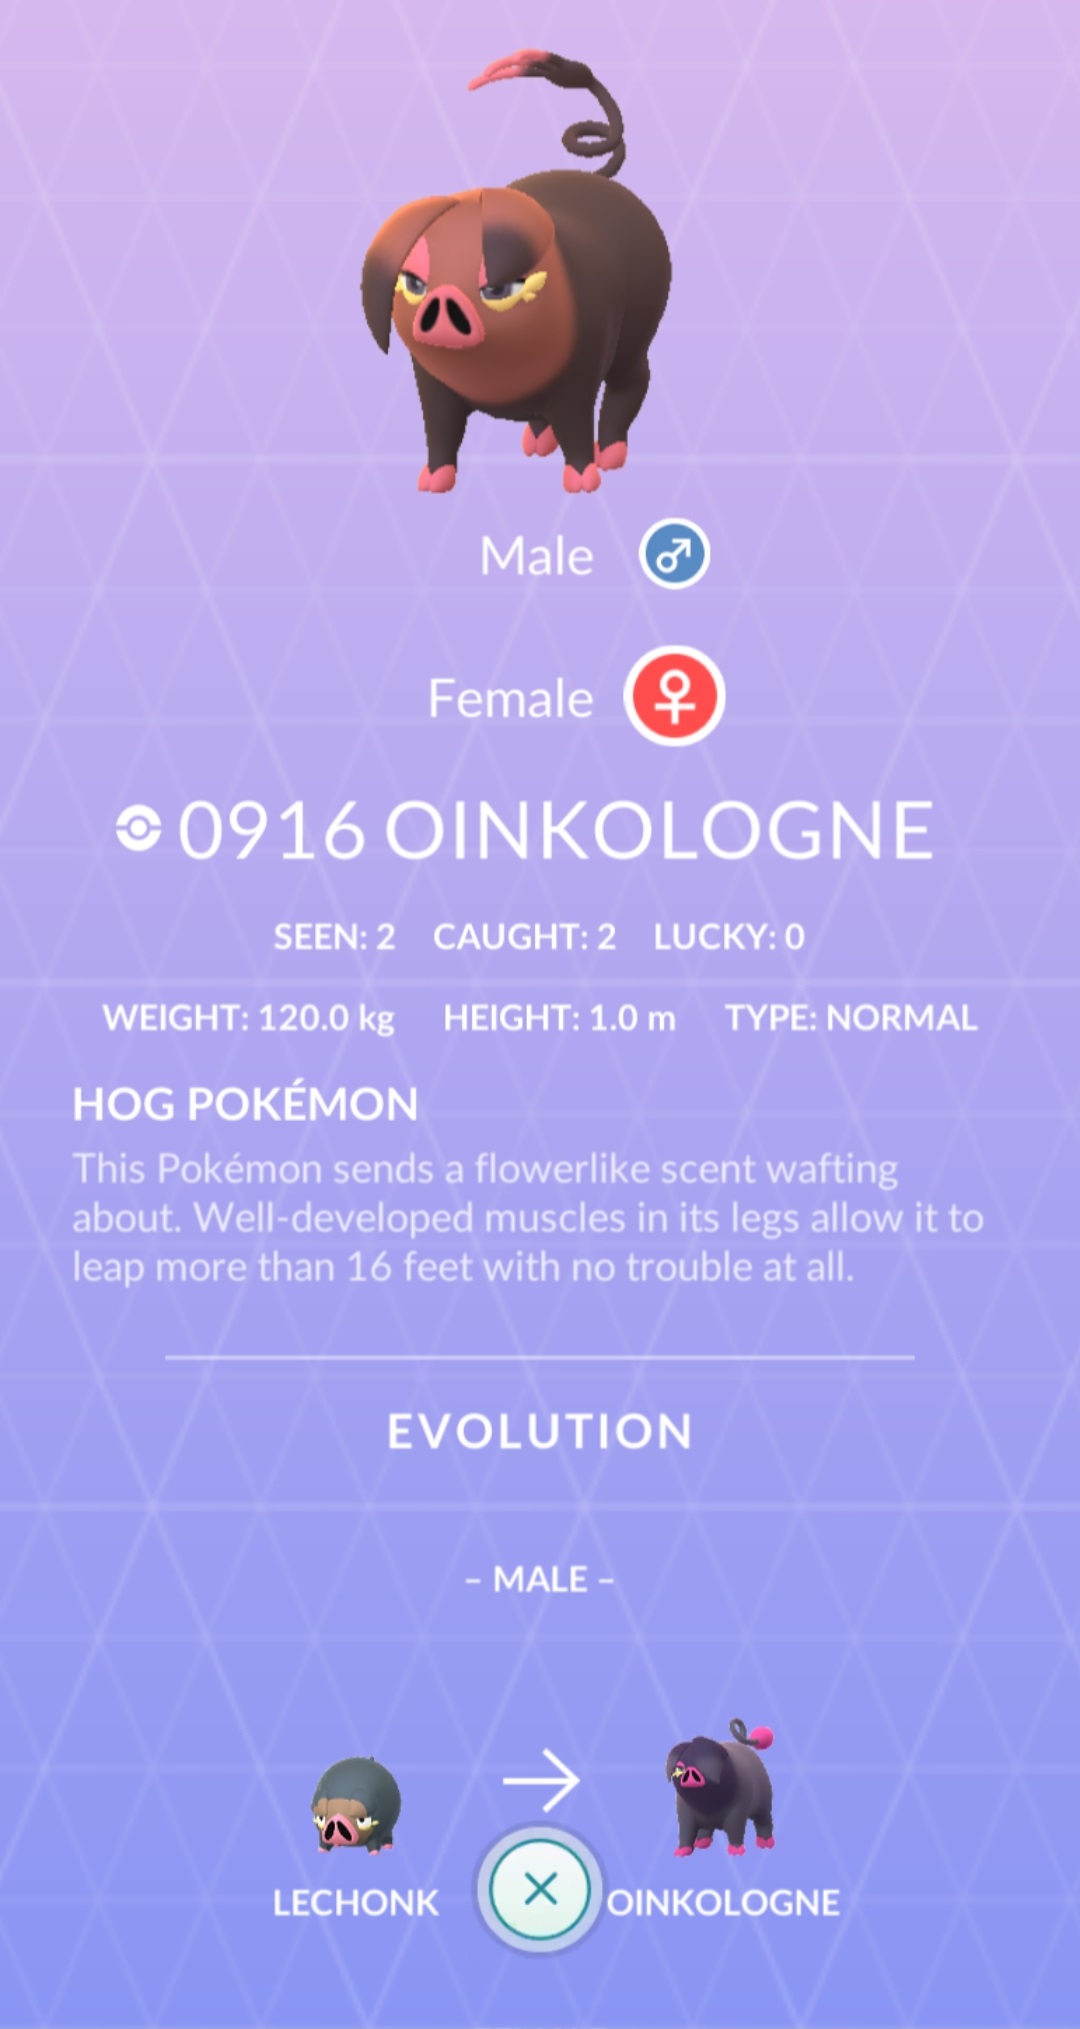 Male
Female
0916 OINKOLOGNE
SEEN: 2 CAUGHT: 2 LUCKY: 0
WEIGHT: 120.0 kg HEIGHT: 1.0 m TYPE: NORMAL
HOG POKÉMON
This Pokémon sends a flowerlike scent wafting
about. Well-developed muscles in its legs allow it to
leap more than 16 feet with no trouble at all.
EVOLUTION
– MALE –
LECHONK OINKOLOGNE